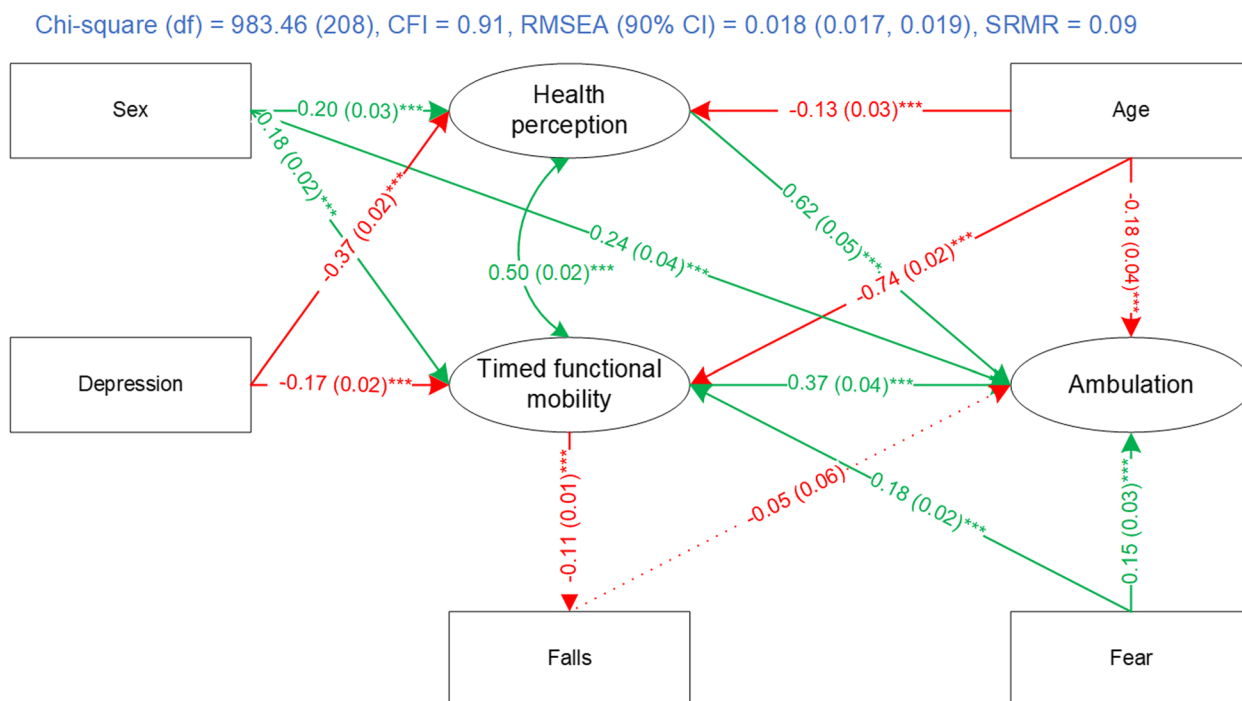 Chi-square (df) = 983.46 (208), CFI = 0.91, RMSEA (90% CI) = 0.018 (0.017, 0.019), SRMR = 0.09
Sex
0.20 (0.03)***
Health
perception
-0.13 (0.03)***
Age
0.18 (0.02)***
-0.37 (0.02)***
0.24 (0.04)***
0.62 (0.05)***
-0.74 (0.02)***
-0.18 (0.04)***
0.50 (0.02)***
Depression
-0.17 (0.02)***
Timed functional
mobility
0.37 (0.04)***
Ambulation
-0.11 (0.01)***
-0.05 (0.06)
0.18 (0.02)***
0.15 (0.03)***
Falls
Fear